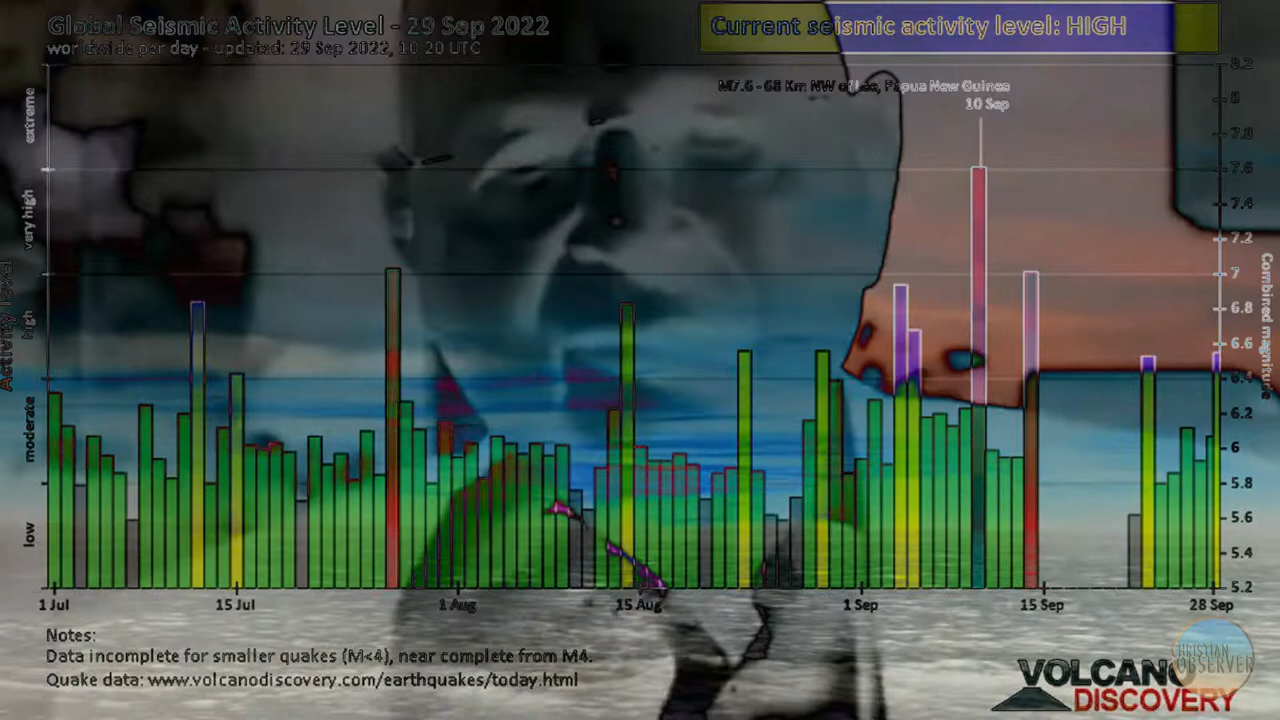 Global Seismic Activity Level - 29 Sep 2022
worldwide per day - updated: 29 Sep 2022, 10:20 UTC
Current seismic activity level: HIGH
M7.6 - 68 Km NW of Lae, Papua New Guinea
10 Sep
extreme
very high
high
moderate
low
Activity level
8.2
8
7.8
7.6
7.4
7.2
7
6.8
6.6
6.4
6.2
6
5.8
5.6
5.4
5.2
Combined magnitude
1 Jul
15 Jul
1 Aug
15 Aug
1 Sep
15 Sep
28 Sep
Notes:
Data incomplete for smaller quakes (M<4), near complete from M4.
Quake data: www.volcanodiscovery.com/earthquakes/today.html
VOLCANO
DISCOVERY
CHRISTIAN
OBSERVER